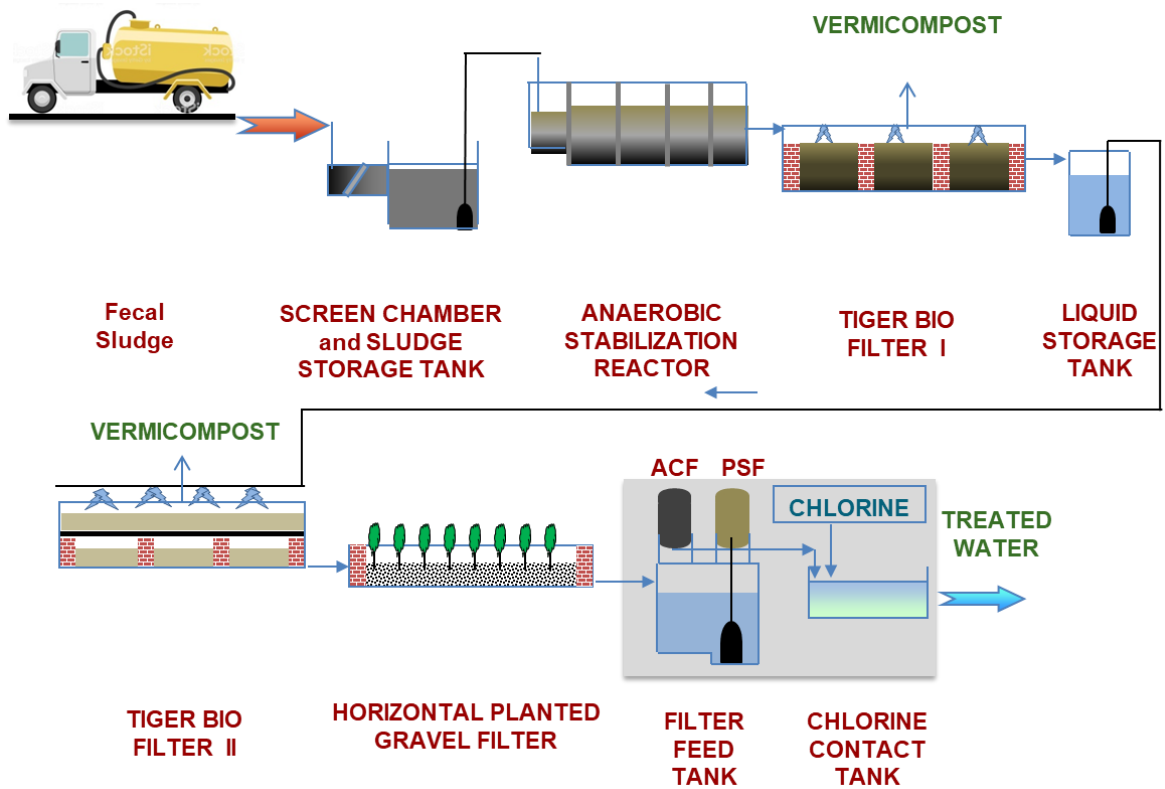 VERMICOMPOST
Fecal
Sludge
SCREEN CHAMBER
and SLUDGE
STORAGE TANK
ANAEROBIC
STABILIZATION
REACTOR
TIGER BIO
FILTER I
LIQUID
STORAGE
TANK
VERMICOMPOST
ACF
PSF
CHLORINE
TREATED
WATER
TIGER BIO
FILTER II
HORIZONTAL PLANTED
GRAVEL FILTER
FILTER
FEED
TANK
CHLORINE
CONTACT
TANK